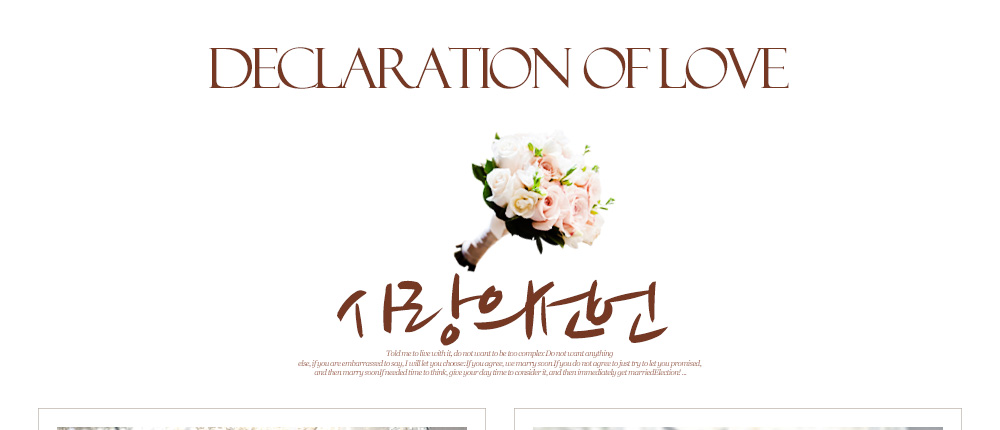 DECLARATION OF LOVE
사랑의선언
Told me to live with it, do not want to be too complex Do not want anything
else, if you are embarrassed to say, I will let you choose: If you agree, we marry soon If you do not agree to just try to let you promised,
and then marry soonIf needed time to think, give your day time to consider it, and then immediately get marriedElection! ...